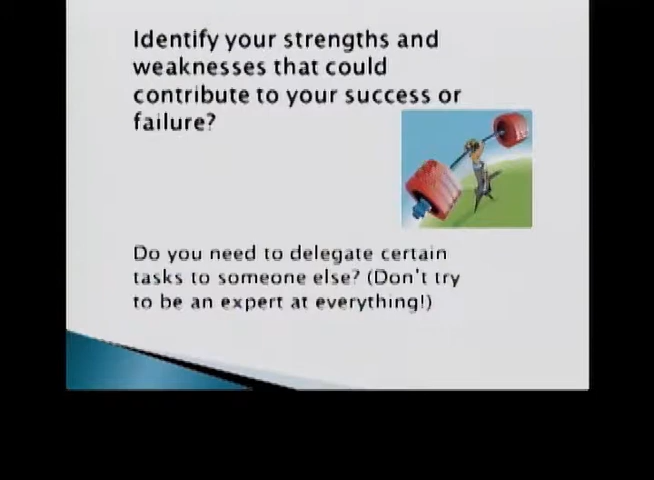 Identify your strengths and
weaknesses that could
contribute to your success or
failure?
Do you need to delegate certain
tasks to someone else? (Don't try
to be an expert at everything!)